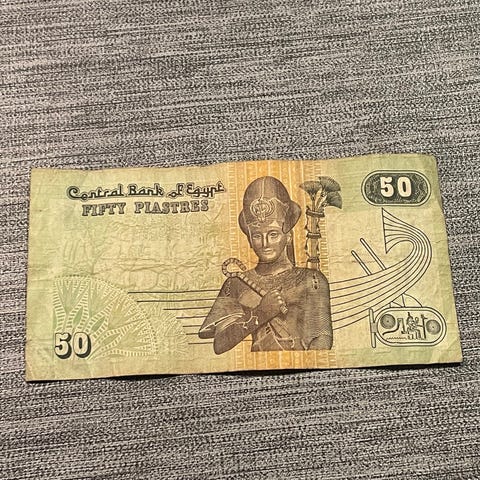 Central Bank of Egypt
FIFTY PIASTRES
50
50